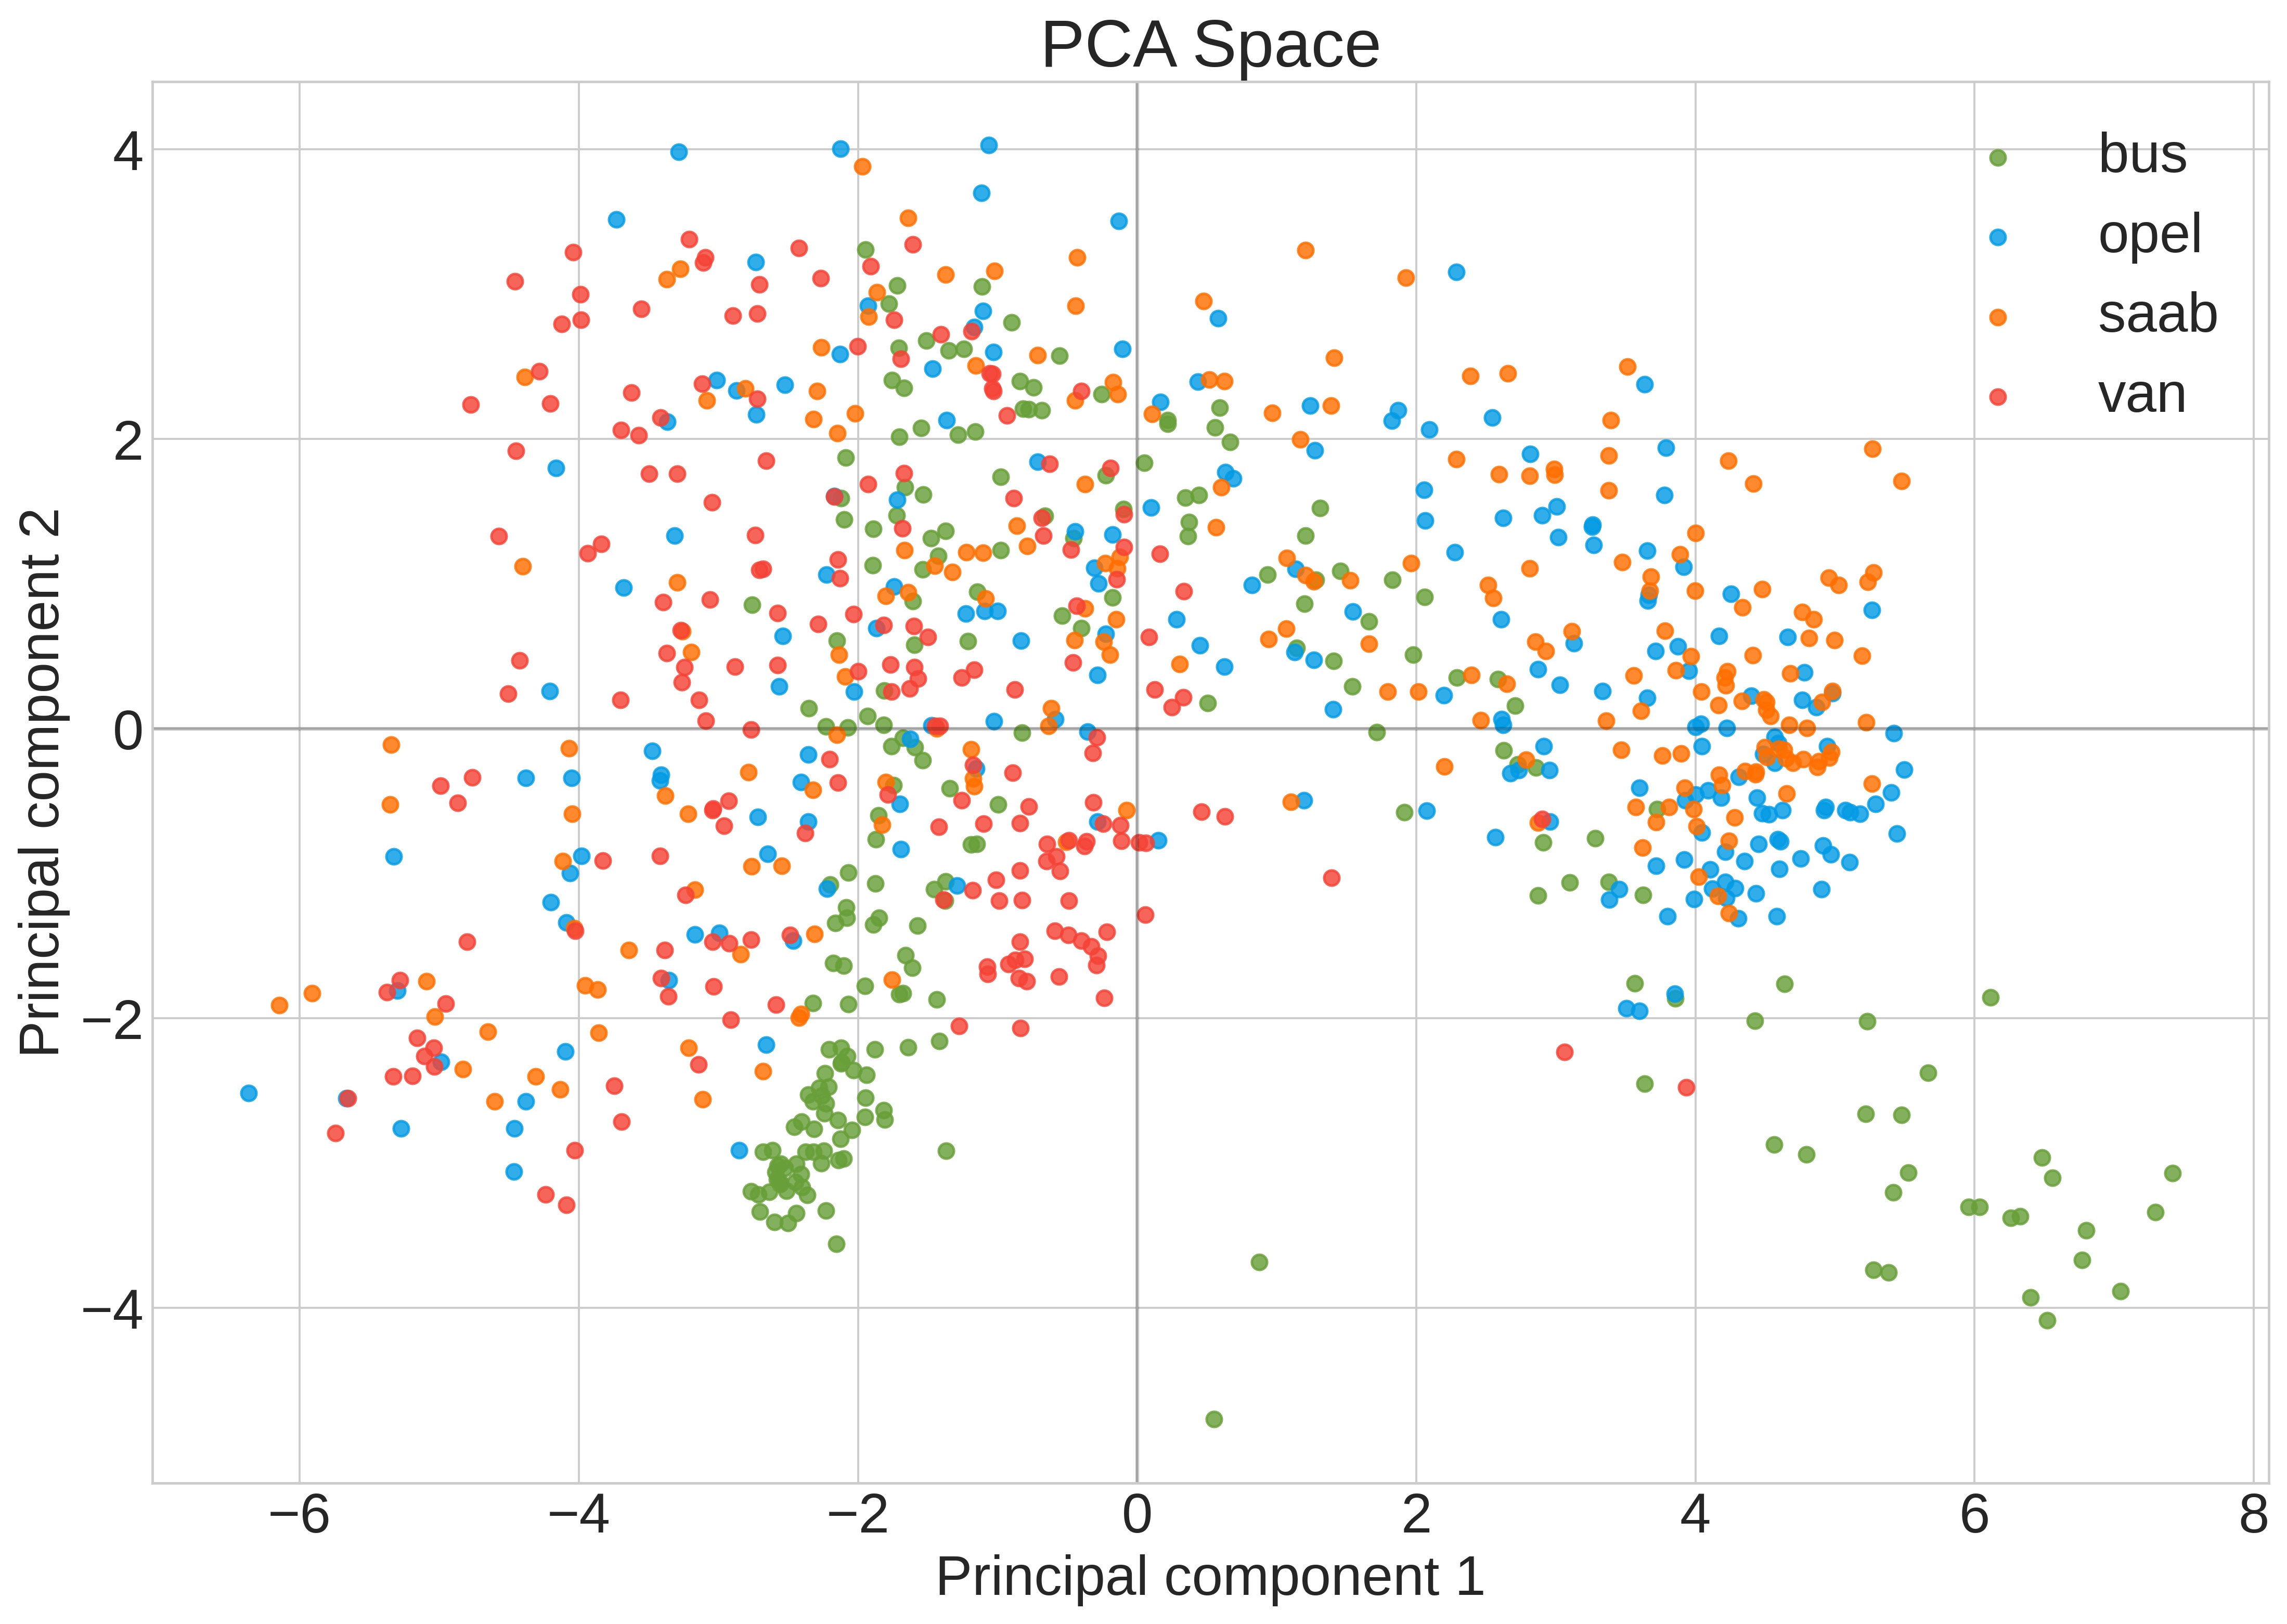 PCA Space
bus
opel
saab
van
4
2
0
−2
−4
Principal component 2
−6 −4 −2 0 2 4 6 8
Principal component 1